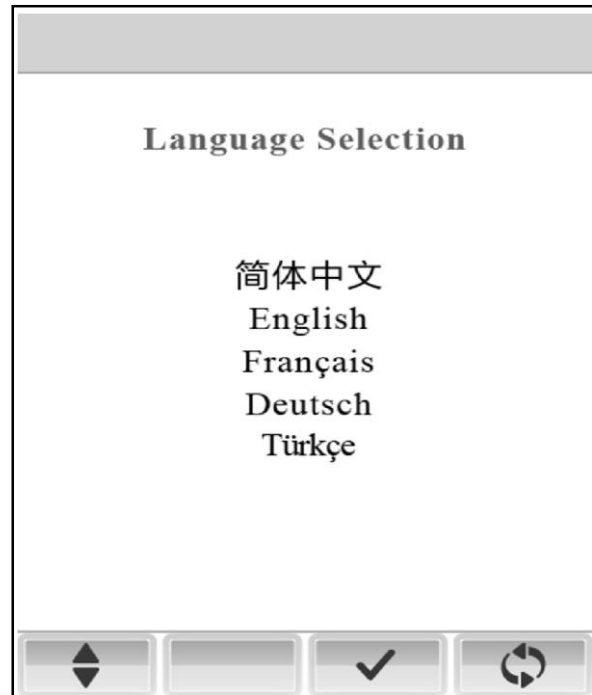 Language Selection
简体中文
English
Français
Deutsch
Türkçe